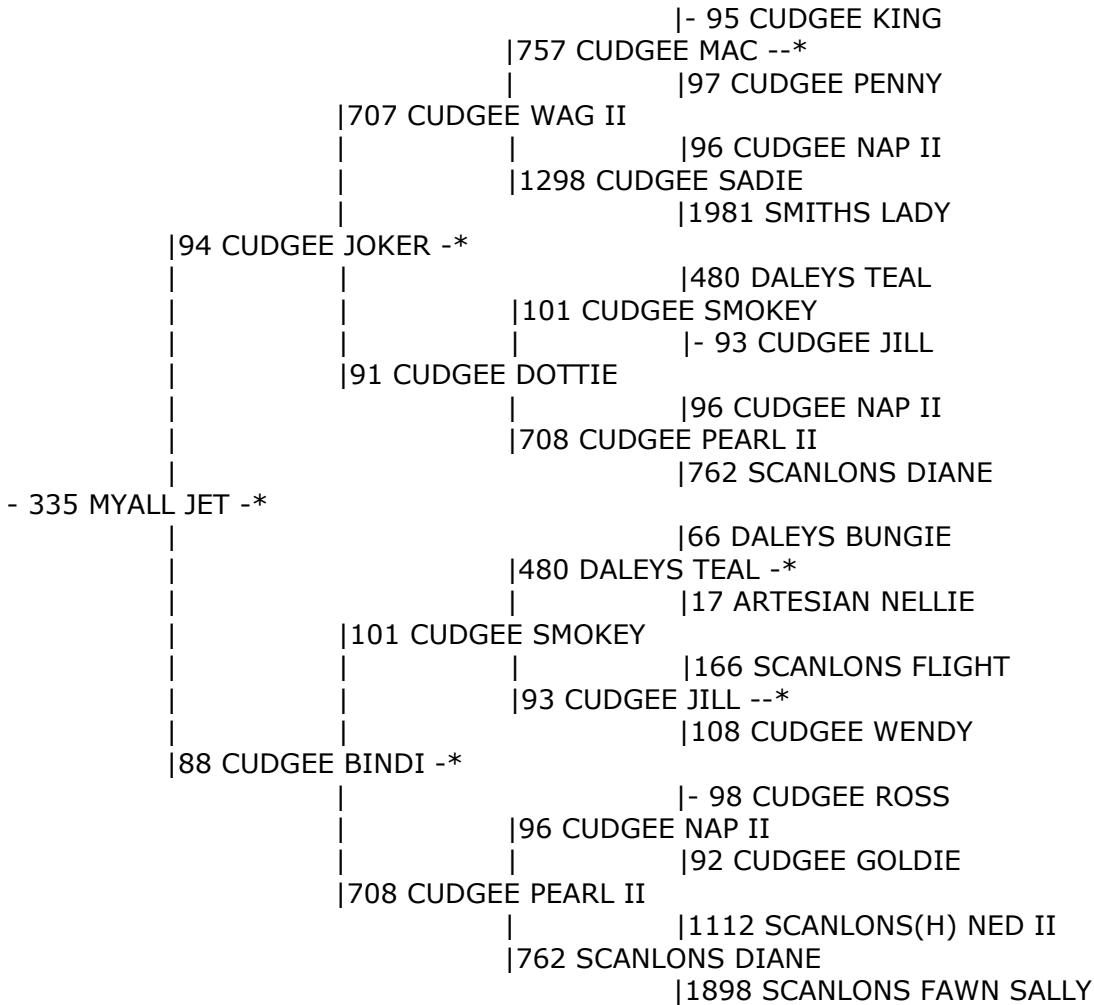 |- 95 CUDGEE KING
|757 CUDGEE MAC --*
| |97 CUDGEE PENNY
|707 CUDGEE WAG II
| | |96 CUDGEE NAP II
| |1298 CUDGEE SADIE
| |1981 SMITHS LADY
|94 CUDGEE JOKER -*
| | |480 DALEYS TEAL
| | |101 CUDGEE SMOKEY
| | | |- 93 CUDGEE JILL
| |91 CUDGEE DOTTIE
| | |96 CUDGEE NAP II
| |708 CUDGEE PEARL II
| |762 SCANLONS DIANE
- 335 MYALL JET -*
| |66 DALEYS BUNGIE
| |480 DALEYS TEAL -*
| | |17 ARTESIAN NELLIE
| |101 CUDGEE SMOKEY
| | | |166 SCANLONS FLIGHT
| | |93 CUDGEE JILL --*
| | |108 CUDGEE WENDY
|88 CUDGEE BINDI -*
| |- 98 CUDGEE ROSS
| |96 CUDGEE NAP II
| | |92 CUDGEE GOLDIE
|708 CUDGEE PEARL II
| |1112 SCANLONS(H) NED II
|762 SCANLONS DIANE
|1898 SCANLONS FAWN SALLY